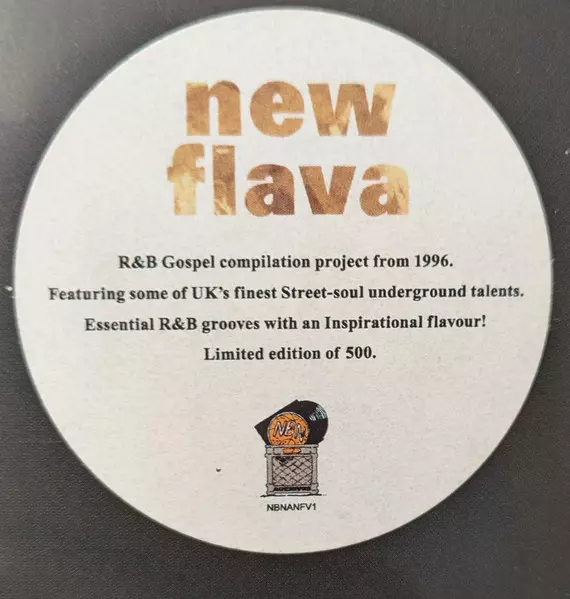 new
flava
R&B Gospel compilation project from 1996.
Featuring some of UK's finest Street-soul underground talents.
Essential R&B grooves with an Inspirational flavour!
Limited edition of 500.
NBN
NBNANFV1